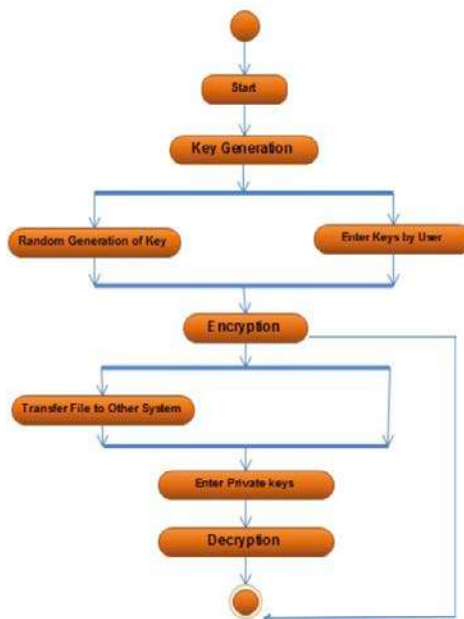 Start
Key Generation
Random Generation of Key
Enter Keys by User
Encryption
Transfer File to Other System
Enter Private keys
Decryption